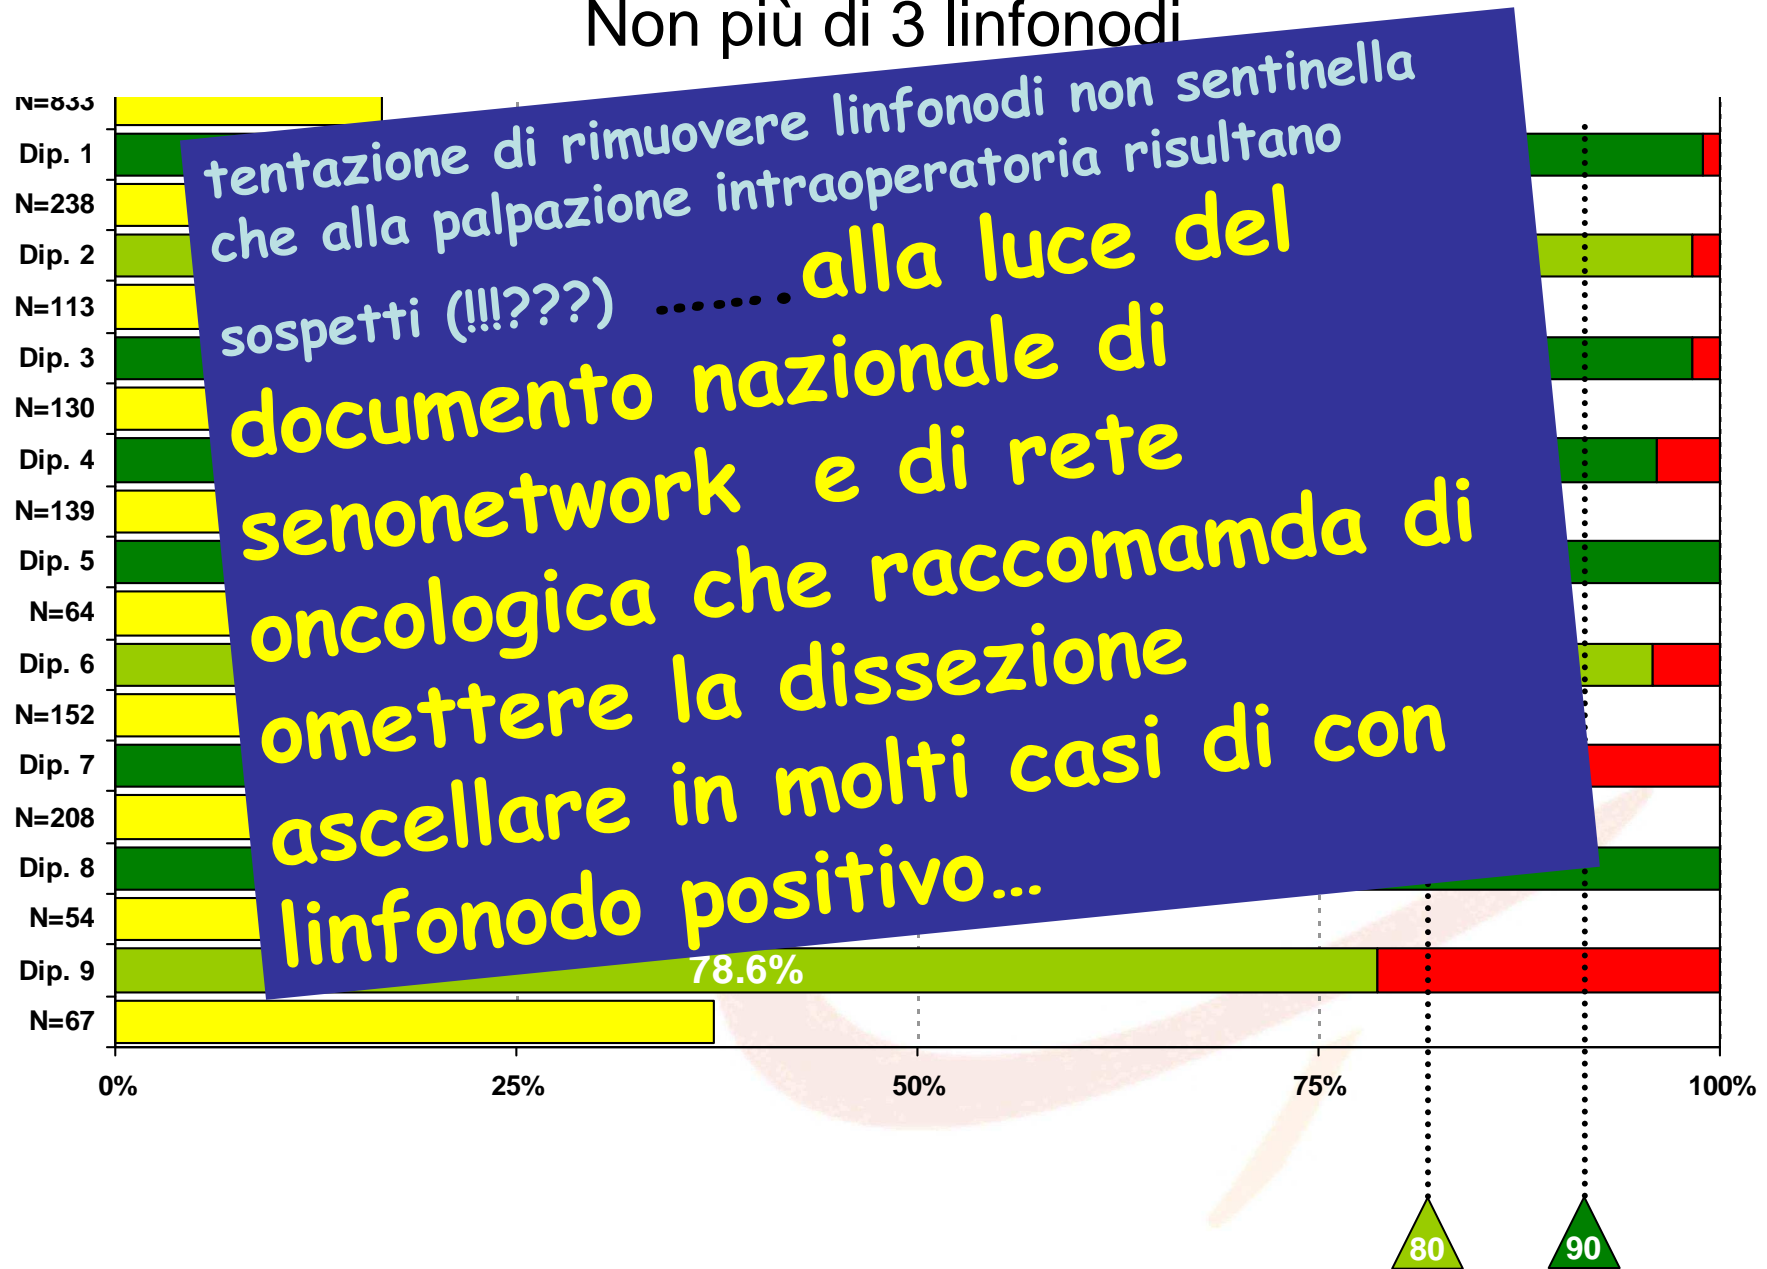 Non più di 3 linfonodi
tentazione di rimuovere linfonodi non sentinella
che alla palpazione intraoperatoria risultano
sospetti (!!!???) .......alla luce del
documento nazionale di
senonetwork e di rete
oncologica che raccomamda di
omettere la dissezione
ascellare in molti casi di con
linfonodo positivo...
N=833
Dip. 1
N=238
Dip. 2
N=113
Dip. 3
N=130
Dip. 4
N=139
Dip. 5
N=64
Dip. 6
N=152
Dip. 7
N=208
Dip. 8
N=54
Dip. 9
78.6%
N=67
0% 25% 50% 75% 100%
80 90